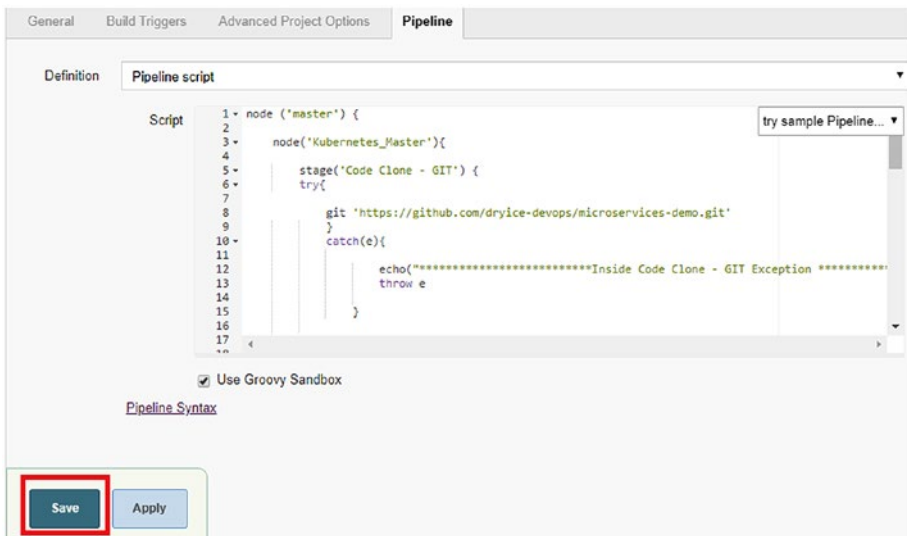 General Build Triggers Advanced Project Options Pipeline
Definition Pipeline script
Script
try sample Pipeline...
1 node ('master') {
2
3 node('Kubernetes_Master'){
4
5 stage('Code Clone - GIT') {
6 try{
7
8 git 'https://github.com/dryice-devops/microservices-demo.git'
9 }
10 catch(e){
11
12 echo("***************************Inside Code Clone - GIT Exception ***********
13 throw e
14
15 }
16
17
18
Use Groovy Sandbox
Pipeline Syntax
Save Apply